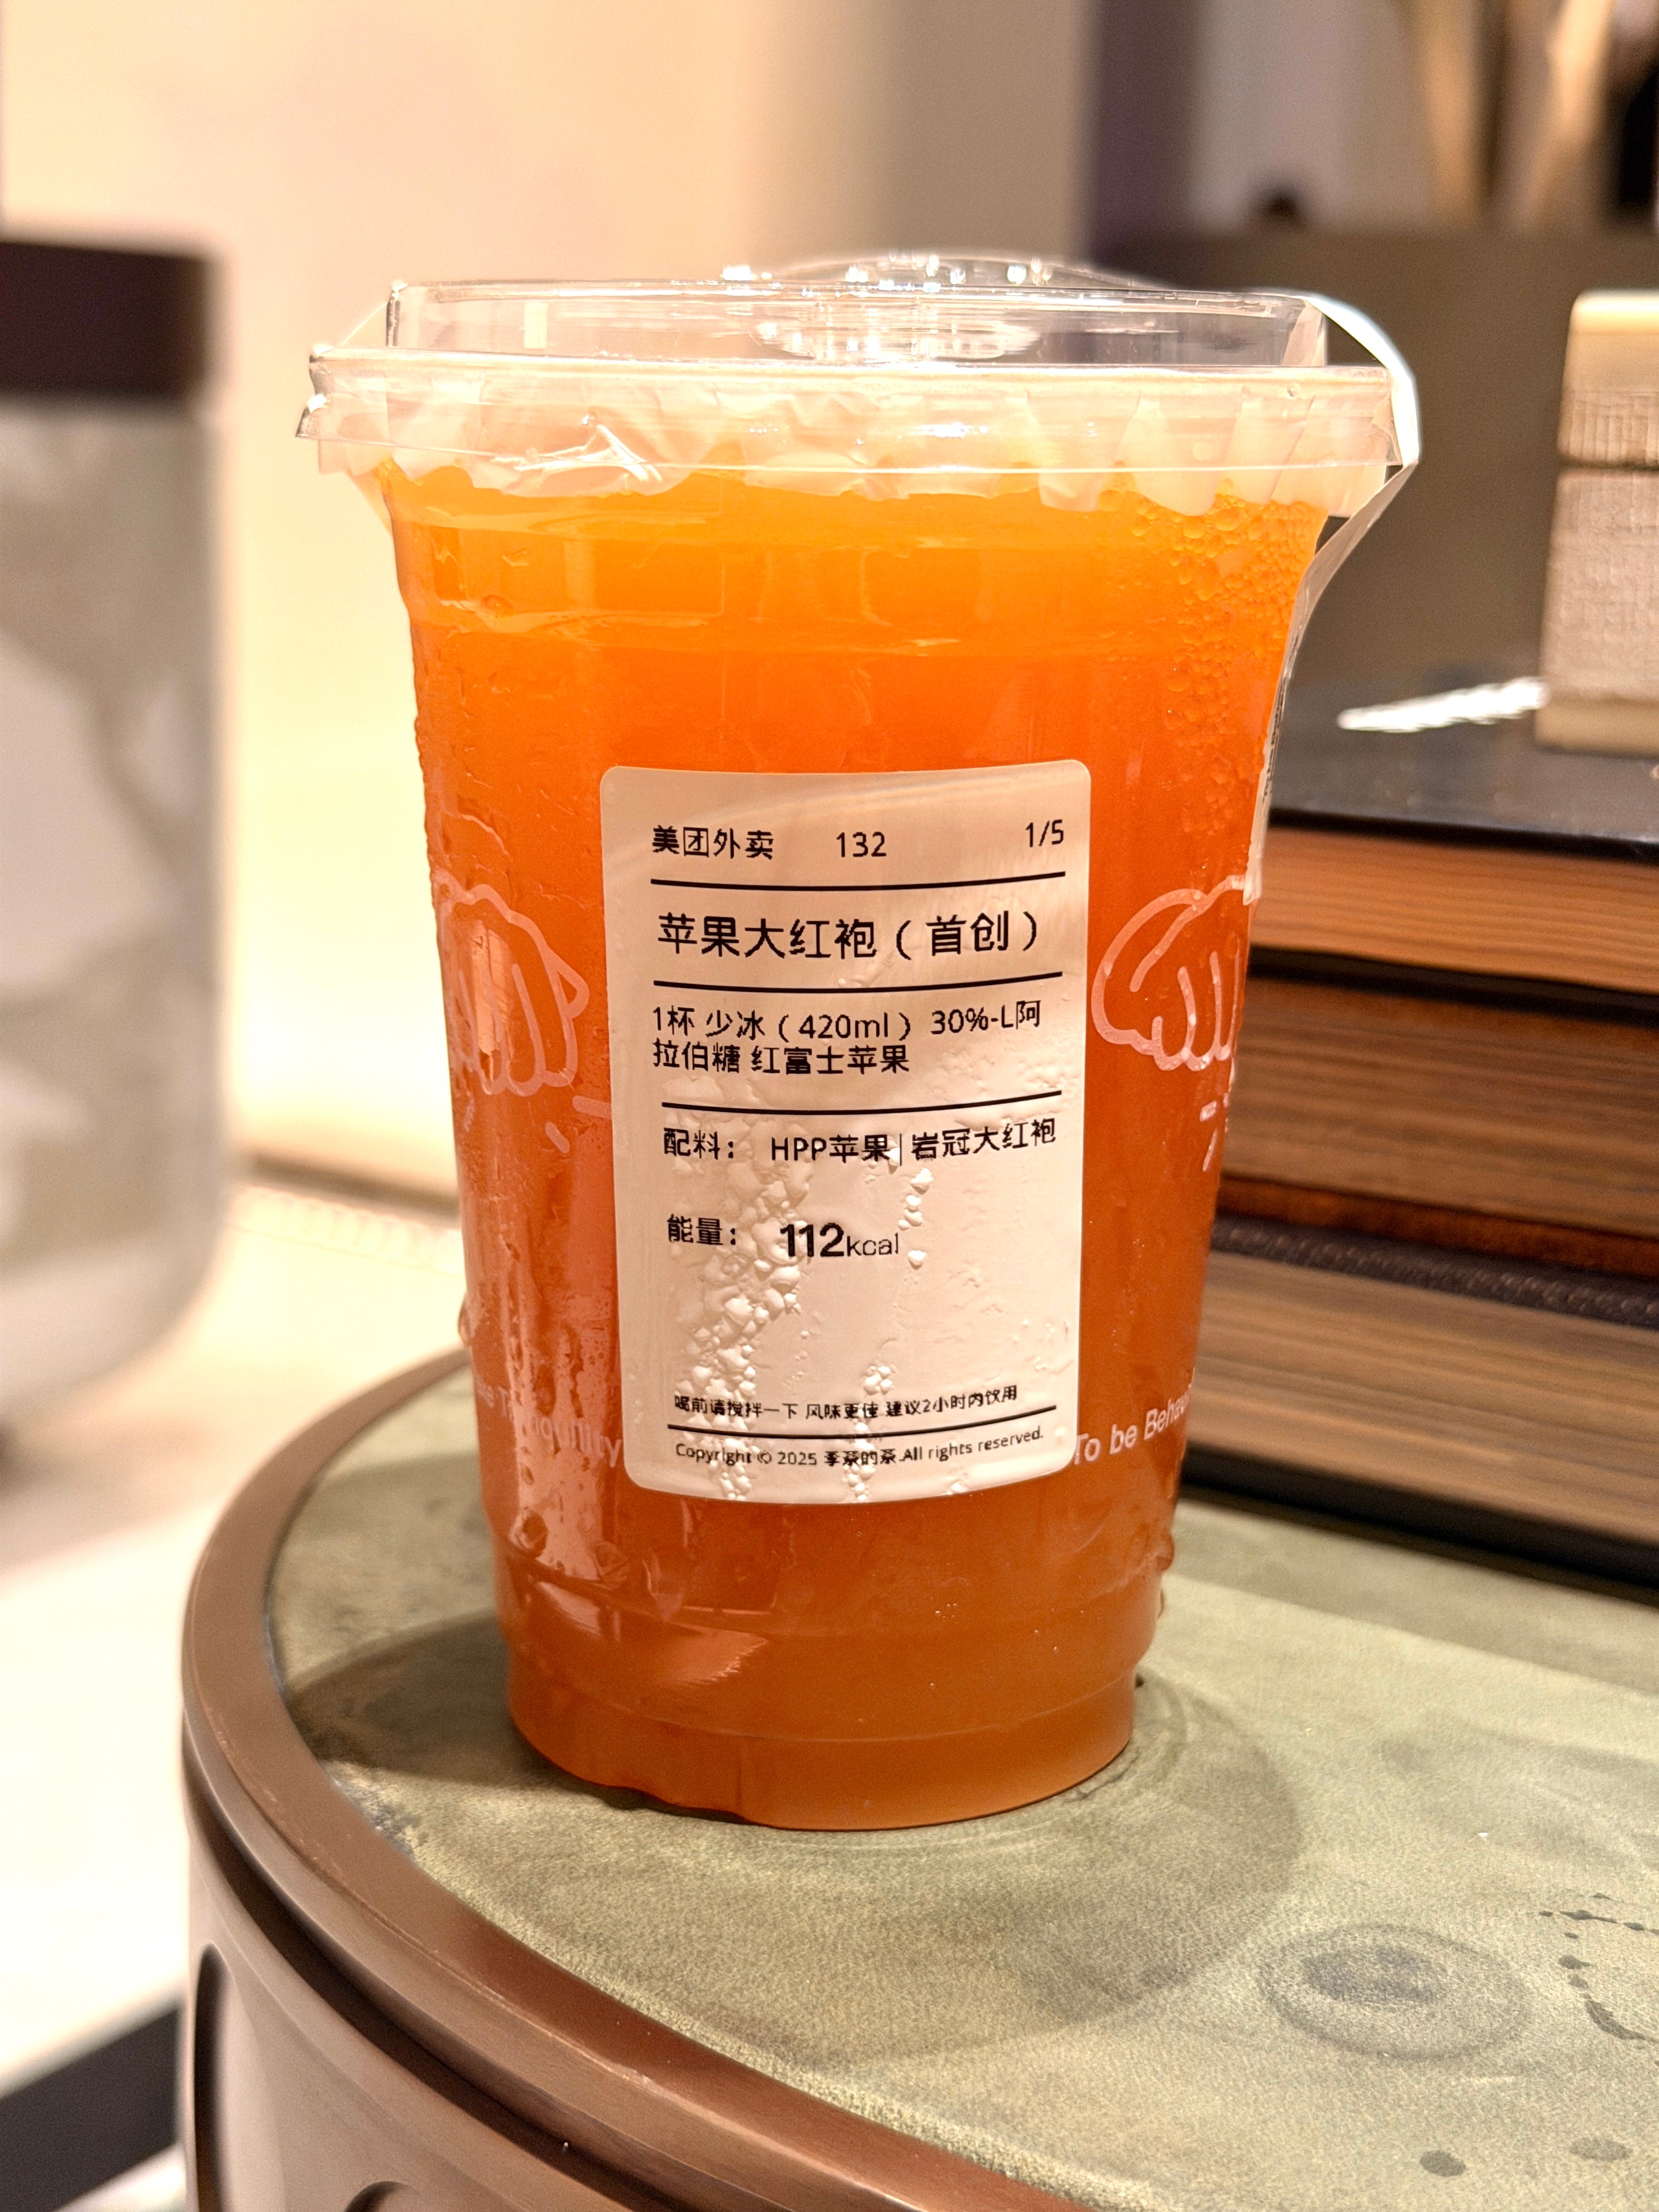 美团外卖 132 1/5
苹果大红袍（首创）
1杯 少冰（420ml）30%-L阿
拉伯糖 红富士苹果
配料： HPP苹果|岩冠大红袍
能量： 112kcal
喝前请搅拌一下 风味更佳 建议2小时内饮用
Copyright © 2025 季茶的茶.All rights reserved.
To be